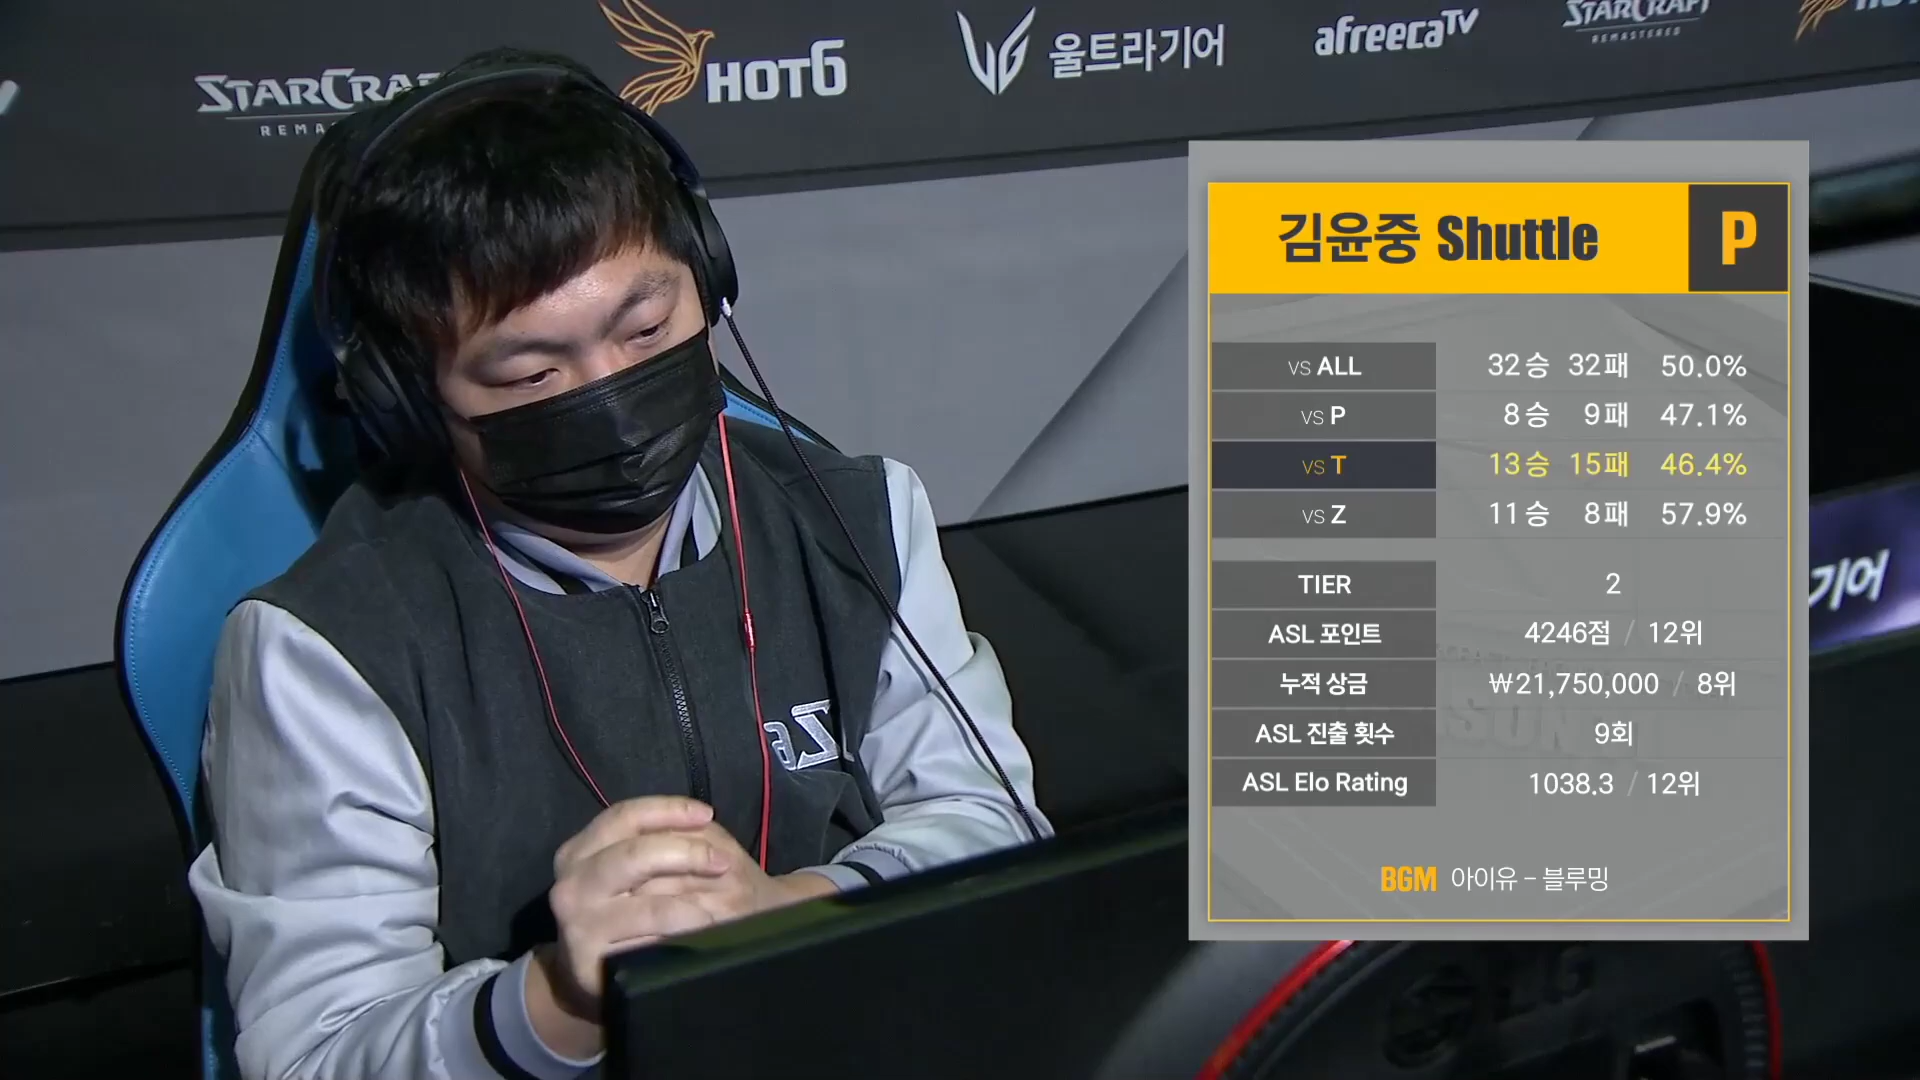 STARCRAFT
REMASTERED
HOT6
울트라기어
afreecaTV
STARCRAFT
REMASTERED
김윤중 Shuttle P
vs ALL 32승 32패 50.0%
vs P 8승 9패 47.1%
vs T 13승 15패 46.4%
vs Z 11승 8패 57.9%
TIER 2
ASL 포인트 4246점 / 12위
누적 상금 ₩21,750,000 / 8위
ASL 진출 횟수 9회
ASL Elo Rating 1038.3 / 12위
BGM 아이유 – 블루밍
기어